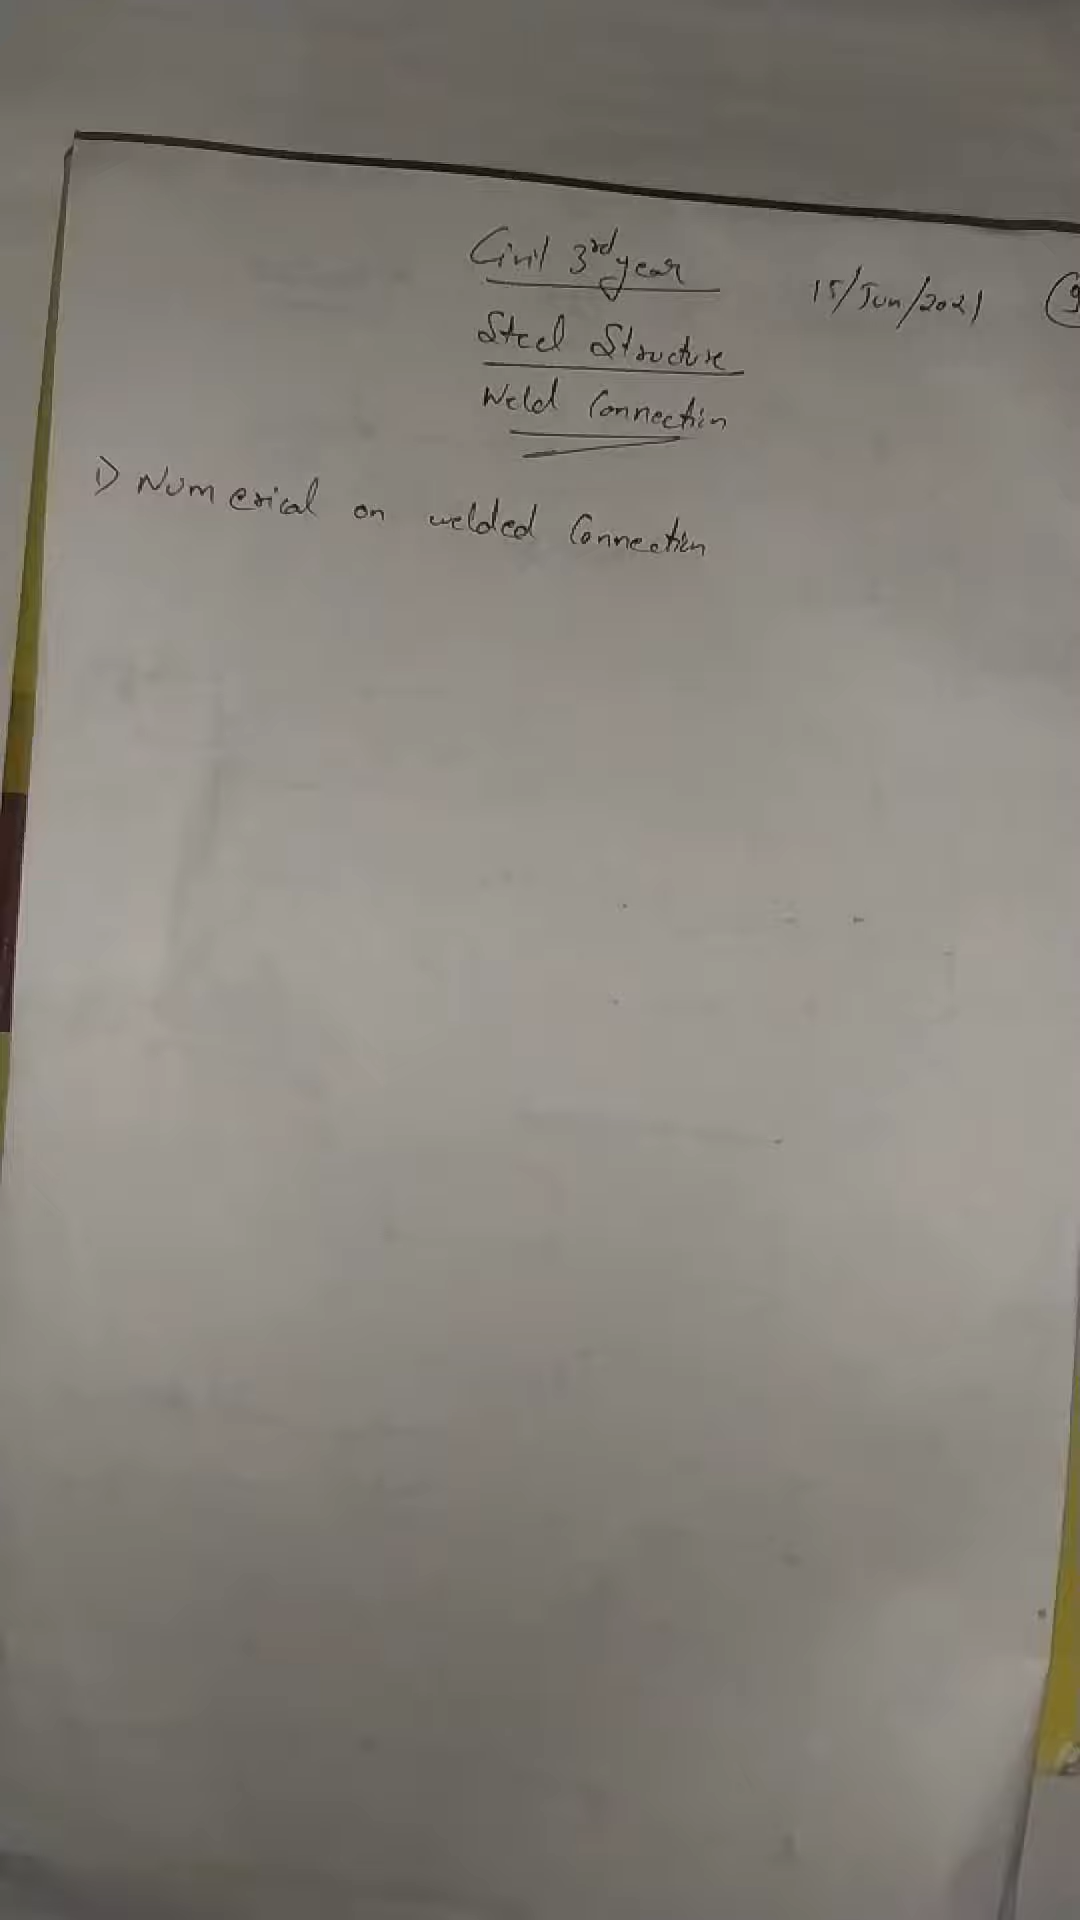 Civil 3rd year
15/Jun/2021
Steel Structure
Weld Connection
1) Numerical on welded Connection